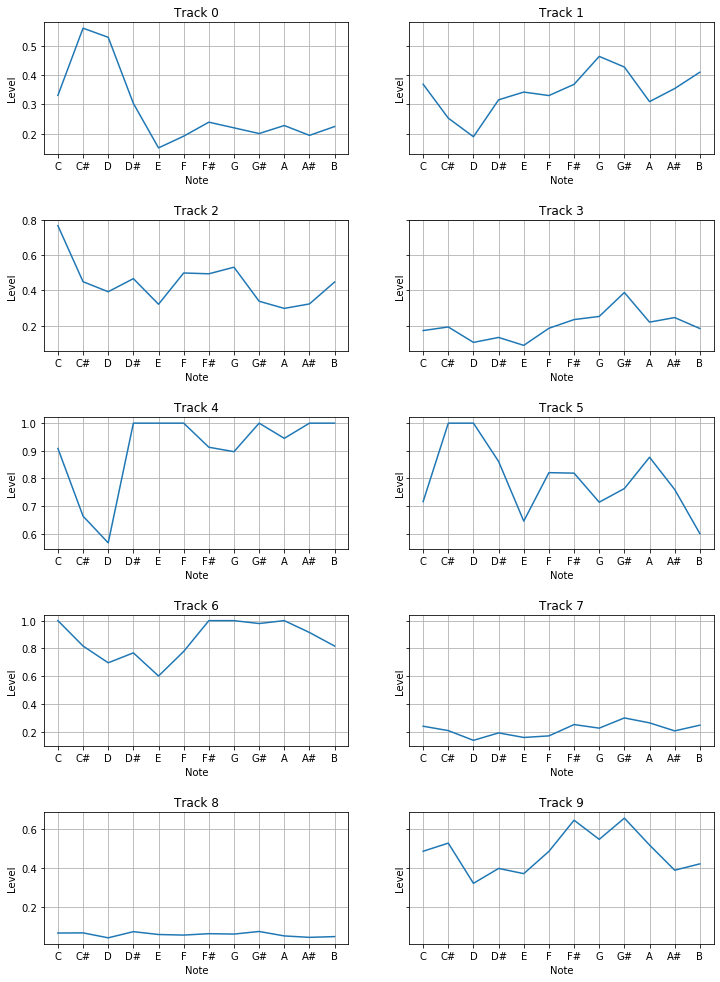 Track 0
Track 1
Level
0.5
0.4
0.3
0.2
Level
C C# D D# E F F# G G# A A# B
C C# D D# E F F# G G# A A# B
Note
Note
Track 2
Track 3
Level
0.8
0.6
0.4
0.2
Level
C C# D D# E F F# G G# A A# B
C C# D D# E F F# G G# A A# B
Note
Note
Track 4
Track 5
Level
1.0
0.9
0.8
0.7
0.6
Level
C C# D D# E F F# G G# A A# B
C C# D D# E F F# G G# A A# B
Note
Note
Track 6
Track 7
Level
1.0
0.8
0.6
0.4
0.2
Level
C C# D D# E F F# G G# A A# B
C C# D D# E F F# G G# A A# B
Note
Note
Track 8
Track 9
Level
0.6
0.4
0.2
Level
C C# D D# E F F# G G# A A# B
C C# D D# E F F# G G# A A# B
Note
Note